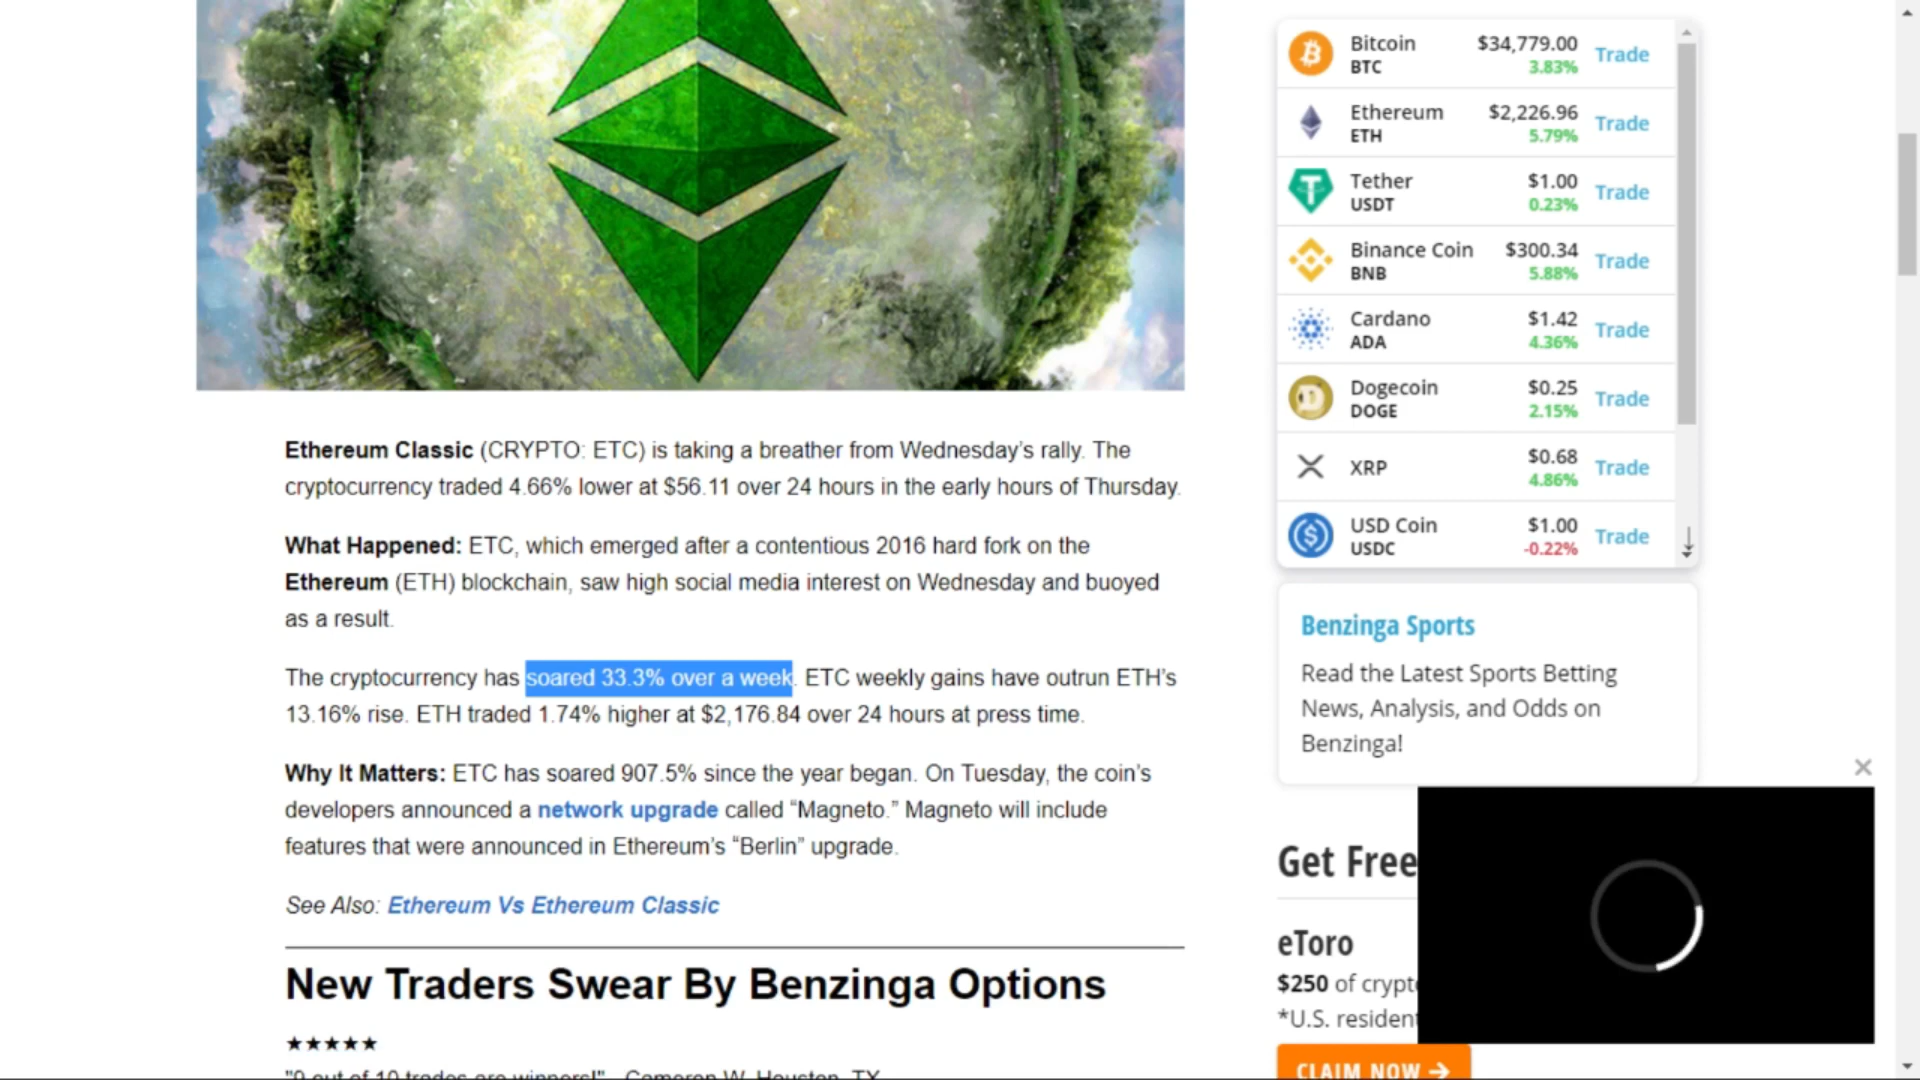 Ethereum Classic (CRYPTO: ETC) is taking a breather from Wednesday's rally. The
cryptocurrency traded 4.66% lower at $56.11 over 24 hours in the early hours of Thursday.
What Happened: ETC, which emerged after a contentious 2016 hard fork on the
Ethereum (ETH) blockchain, saw high social media interest on Wednesday and buoyed
as a result.
The cryptocurrency has soared 33.3% over a week. ETC weekly gains have outrun ETH's
13.16% rise. ETH traded 1.74% higher at $2,176.84 over 24 hours at press time.
Why It Matters: ETC has soared 907.5% since the year began. On Tuesday, the coin's
developers announced a network upgrade called “Magneto.” Magneto will include
features that were announced in Ethereum's “Berlin” upgrade.
See Also: Ethereum Vs Ethereum Classic
New Traders Swear By Benzinga Options
★★★★★
"9 out of 10 trades are winners!" - Cameron W, Houston, TX
Bitcoin $34,779.00 Trade
BTC 3.83%
Ethereum $2,226.96 Trade
ETH 5.79%
Tether $1.00 Trade
USDT 0.23%
Binance Coin $300.34 Trade
BNB 5.88%
Cardano $1.42 Trade
ADA 4.36%
Dogecoin $0.25 Trade
DOGE 2.15%
XRP $0.68 Trade
4.86%
USD Coin $1.00 Trade
USDC -0.22%
Benzinga Sports
Read the Latest Sports Betting
News, Analysis, and Odds on
Benzinga!
Get Free
eToro
$250 of crypt
*U.S. resident
CLAIM NOW →